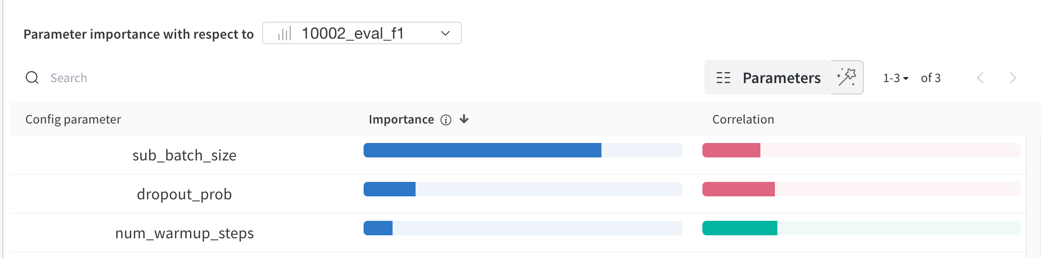 Parameter importance with respect to 10002_eval_f1
Search Parameters 1-3 of 3
Config parameter Importance Correlation
sub_batch_size
dropout_prob
num_warmup_steps